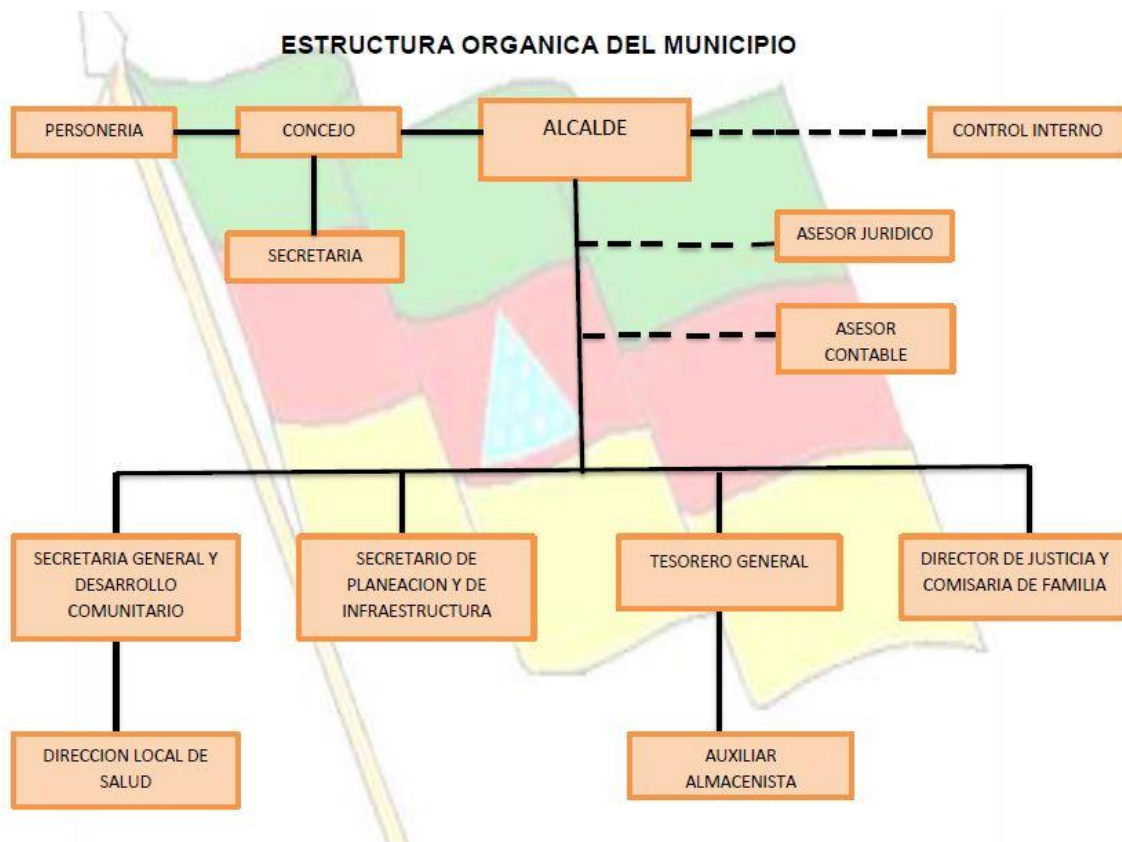 ESTRUCTURA ORGANICA DEL MUNICIPIO
PERSONERIA
CONCEJO
ALCALDE
CONTROL INTERNO
SECRETARIA
ASESOR JURIDICO
ASESOR
CONTABLE
SECRETARIA GENERAL Y
DESARROLLO
COMUNITARIO
SECRETARIO DE
PLANEACION Y DE
INFRAESTRUCTURA
TESORERO GENERAL
DIRECTOR DE JUSTICIA Y
COMISARIA DE FAMILIA
DIRECCION LOCAL DE
SALUD
AUXILIAR
ALMACENISTA